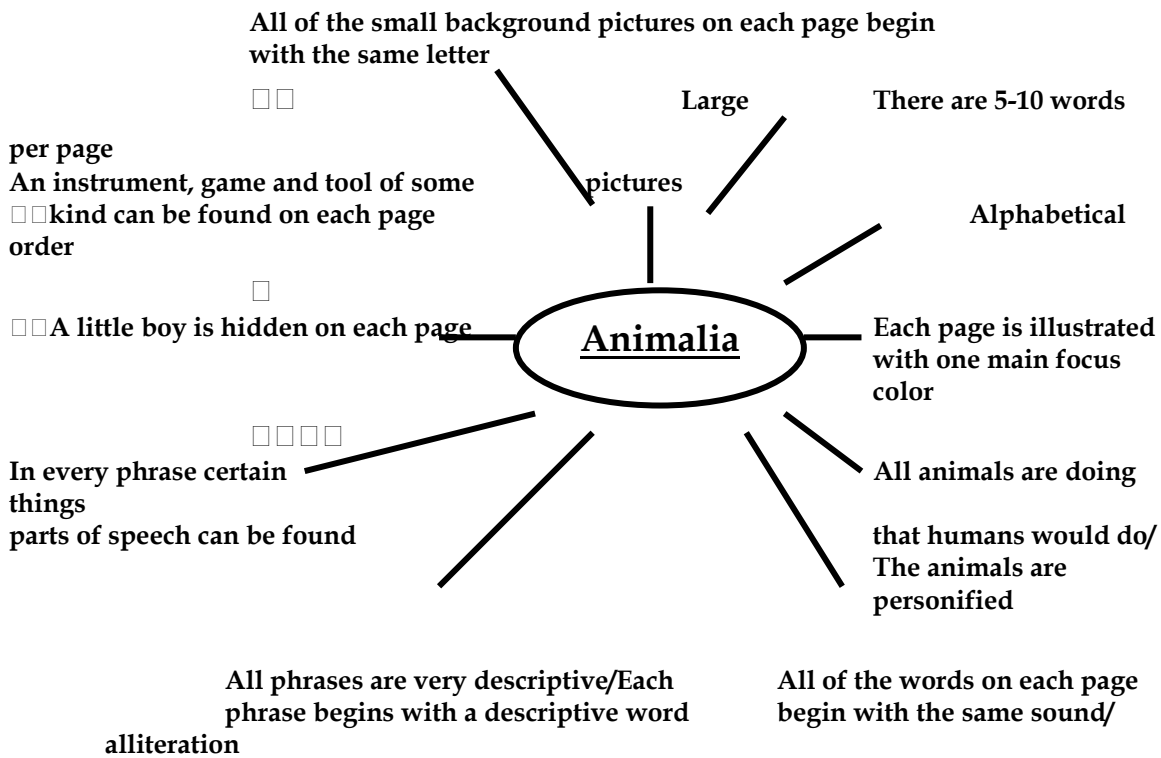 All of the small background pictures on each page begin
with the same letter
□□ Large There are 5-10 words
per page
An instrument, game and tool of some pictures
□□kind can be found on each page Alphabetical
order
□
□□A little boy is hidden on each page Animalia Each page is illustrated
with one main focus
color
□□□□
In every phrase certain All animals are doing
things
parts of speech can be found that humans would do/
The animals are
personified
All phrases are very descriptive/Each All of the words on each page
phrase begins with a descriptive word begin with the same sound/
alliteration